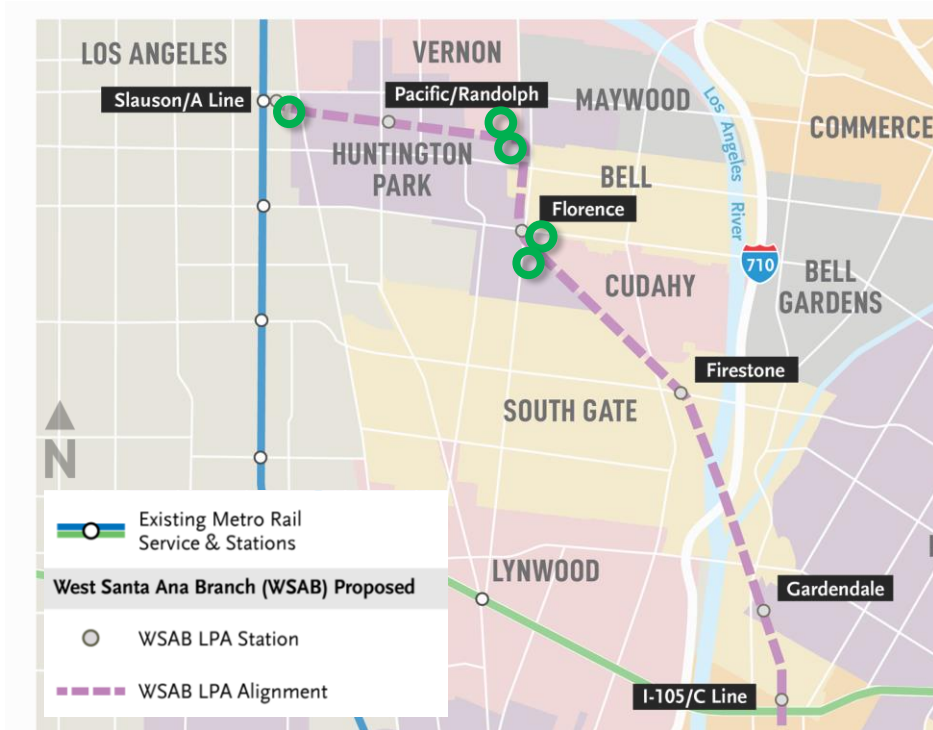 LOS ANGELES
VERNON
Slauson/A Line
Pacific/Randolph
MAYWOOD
Los Angeles River
COMMERCE
HUNTINGTON
PARK
BELL
Florence
710
CUDAHY
BELL
GARDENS
Firestone
SOUTH GATE
N
Existing Metro Rail
Service & Stations
LYNWOOD
West Santa Ana Branch (WSAB) Proposed
Gardendale
WSAB LPA Station
WSAB LPA Alignment
I-105/C Line